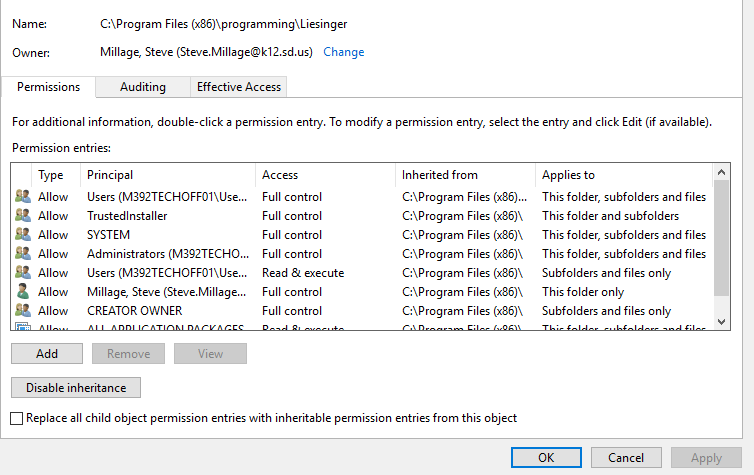 Name: C:\Program Files (x86)\programming\Liesinger
Owner: Millage, Steve (Steve.Millage@k12.sd.us) Change
Permissions Auditing Effective Access
For additional information, double-click a permission entry. To modify a permission entry, select the entry and click Edit (if available).
Permission entries:
Type Principal Access Inherited from Applies to
Allow Users (M392TECHOFF01\Use... Full control C:\Program Files (x86)... This folder, subfolders and files
Allow TrustedInstaller Full control C:\Program Files (x86)\ This folder and subfolders
Allow SYSTEM Full control C:\Program Files (x86)\ This folder, subfolders and files
Allow Administrators (M392TECHO... Full control C:\Program Files (x86)\ This folder, subfolders and files
Allow Users (M392TECHOFF01\Use... Read & execute C:\Program Files (x86)\ Subfolders and files only
Allow Millage, Steve (Steve.Millage... Full control C:\Program Files (x86)\ This folder only
Allow CREATOR OWNER Full control C:\Program Files (x86)\ Subfolders and files only
Allow ALL APPLICATION PACKAGES Read & execute C:\Program Files (x86)\ This folder, subfolders and files
Add Remove View
Disable inheritance
Replace all child object permission entries with inheritable permission entries from this object
OK Cancel Apply